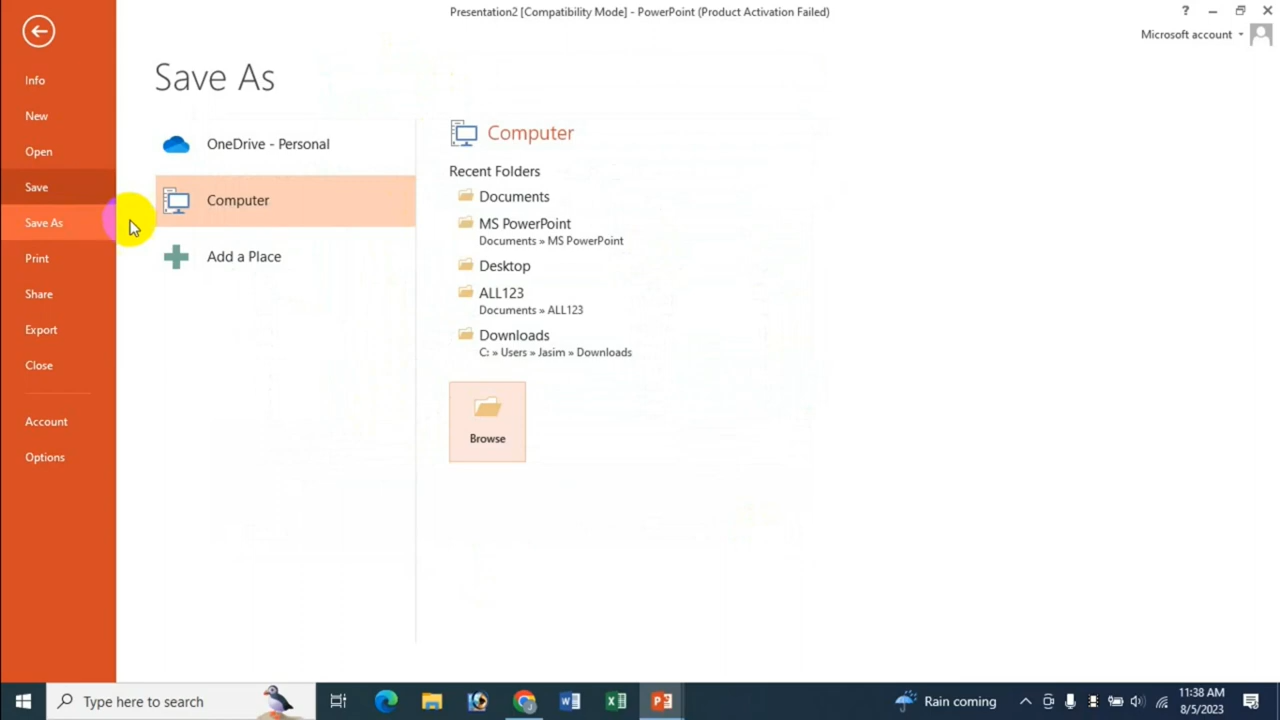 Presentation2 [Compatibility Mode] - PowerPoint (Product Activation Failed)
?
Microsoft account
Info
New
Open
Save
Save As
Print
Share
Export
Close
Account
Options
Save As
OneDrive - Personal
Computer
Add a Place
Computer
Recent Folders
Documents
MS PowerPoint
Documents » MS PowerPoint
Desktop
ALL123
Documents » ALL123
Downloads
C: » Users » Jasim » Downloads
Browse
Type here to search
Rain coming
11:38 AM
8/5/2023